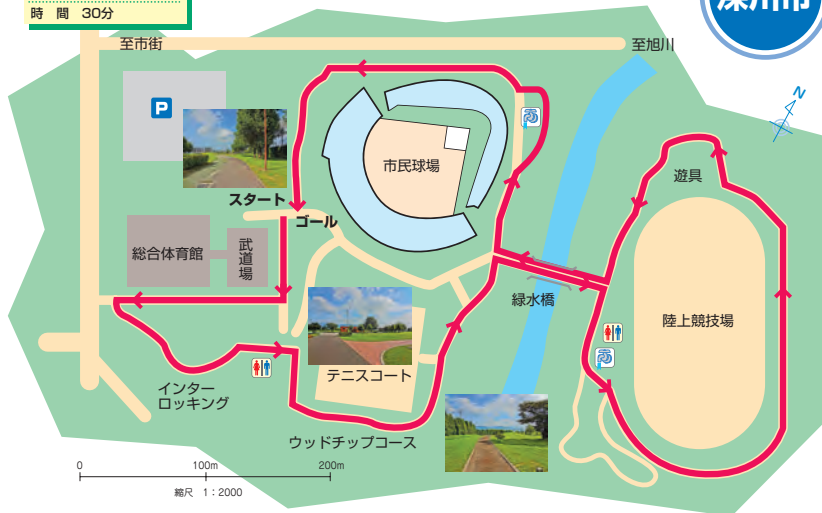 時 間 30分
深川市
至市街
至旭川
N
P
市民球場
遊具
スタート
ゴール
総合体育館
武道場
緑水橋
陸上競技場
テニスコート
インター
ロッキング
ウッドチップコース
0 100m 200m
縮尺 1：2000